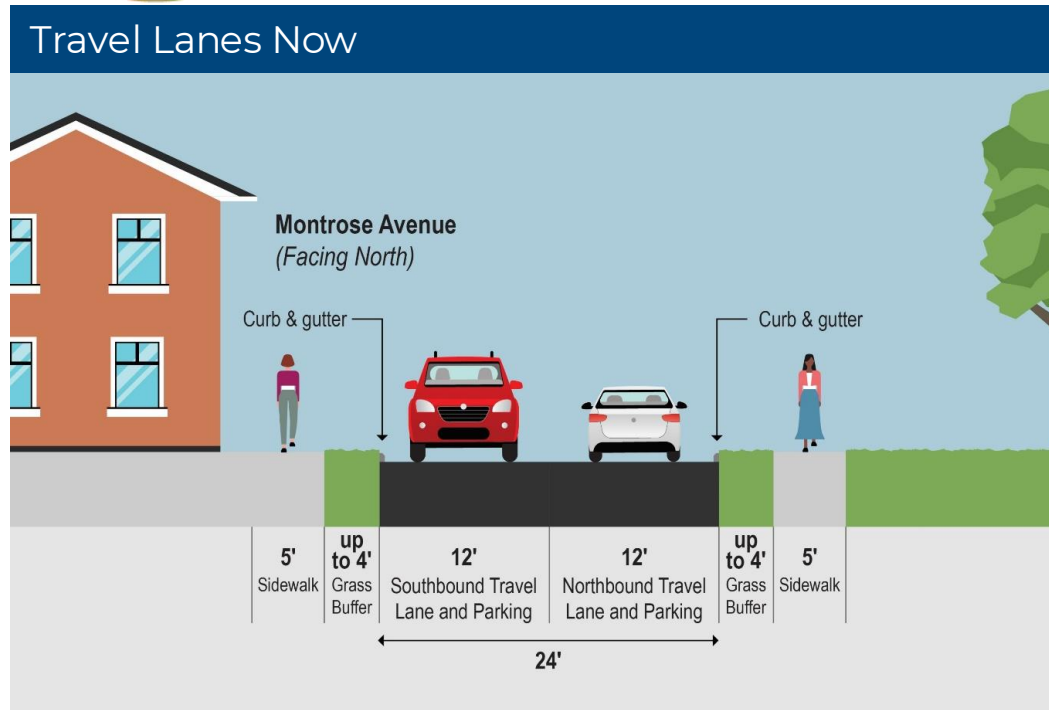 Travel Lanes Now
Montrose Avenue
(Facing North)
Curb & gutter
Curb & gutter
5'
Sidewalk
up
to 4'
Grass
Buffer
12'
Southbound Travel
Lane and Parking
12'
Northbound Travel
Lane and Parking
up
to 4'
Grass
Buffer
5'
Sidewalk
24'